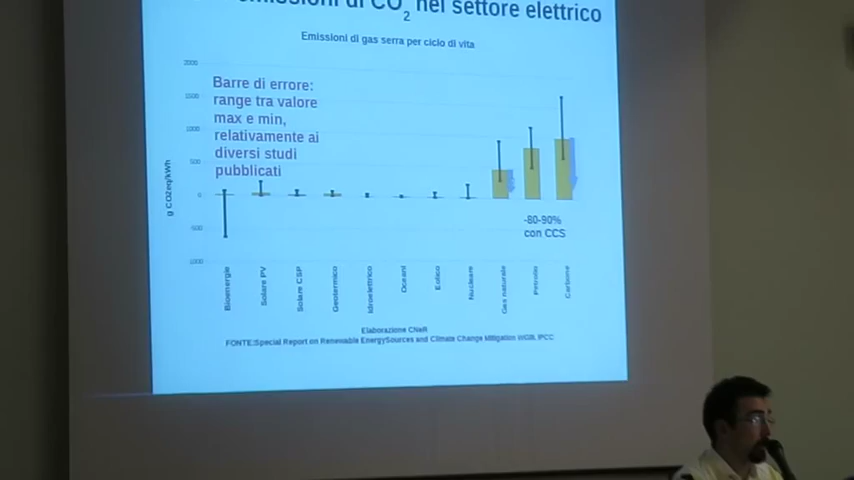 emissioni di CO2 nel settore elettrico
Emissioni di gas serra per ciclo di vita
2000
1500
1000
500
0
-500
1000
g CO2eq/kWh
Barre di errore:
range tra valore
max e min,
relativamente ai
diversi studi
pubblicati
-80-90%
con CCS
Bioenergie
Solare PV
Solare CSP
Geotermico
Idroelettrico
Oceani
Eolico
Nucleare
Gas naturale
Petrolio
Carbone
Elaborazione CNeR
FONTE:Special Report on Renewable EnergySources and Climate Change Mitigation WGIII, IPCC